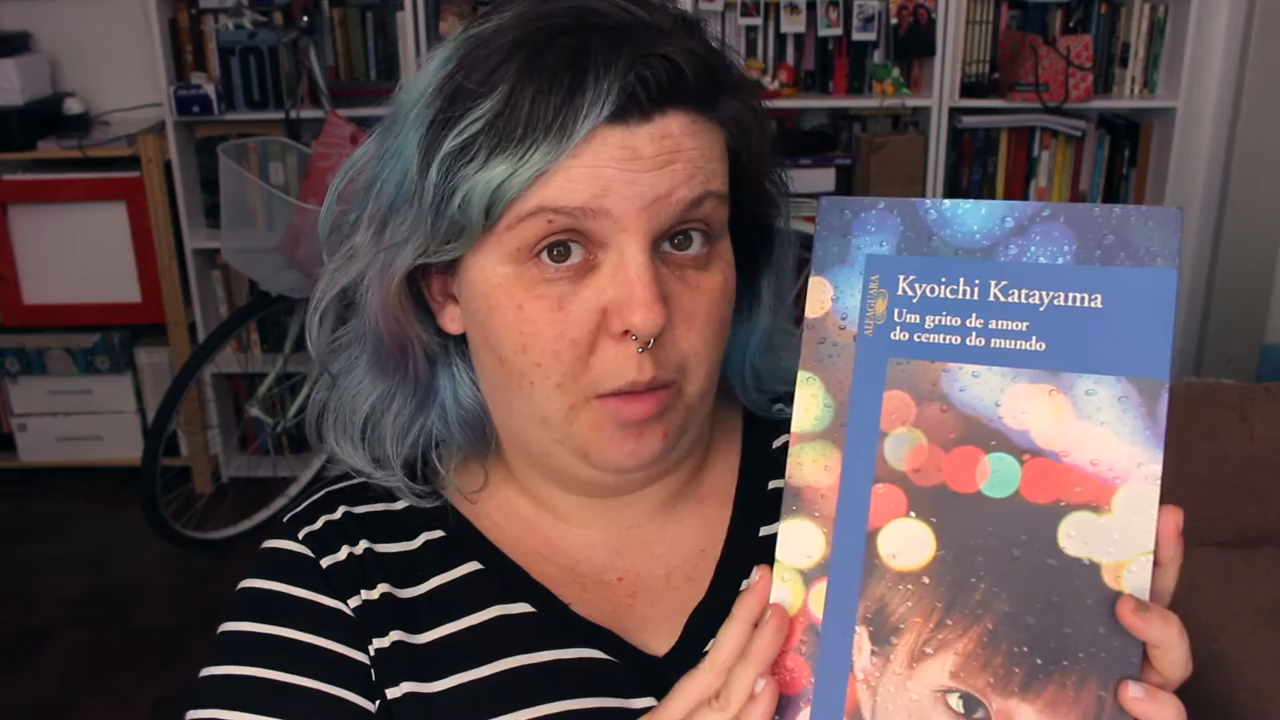 Kyoichi Katayama
Um grito de amor
do centro do mundo
ALFAGUARA